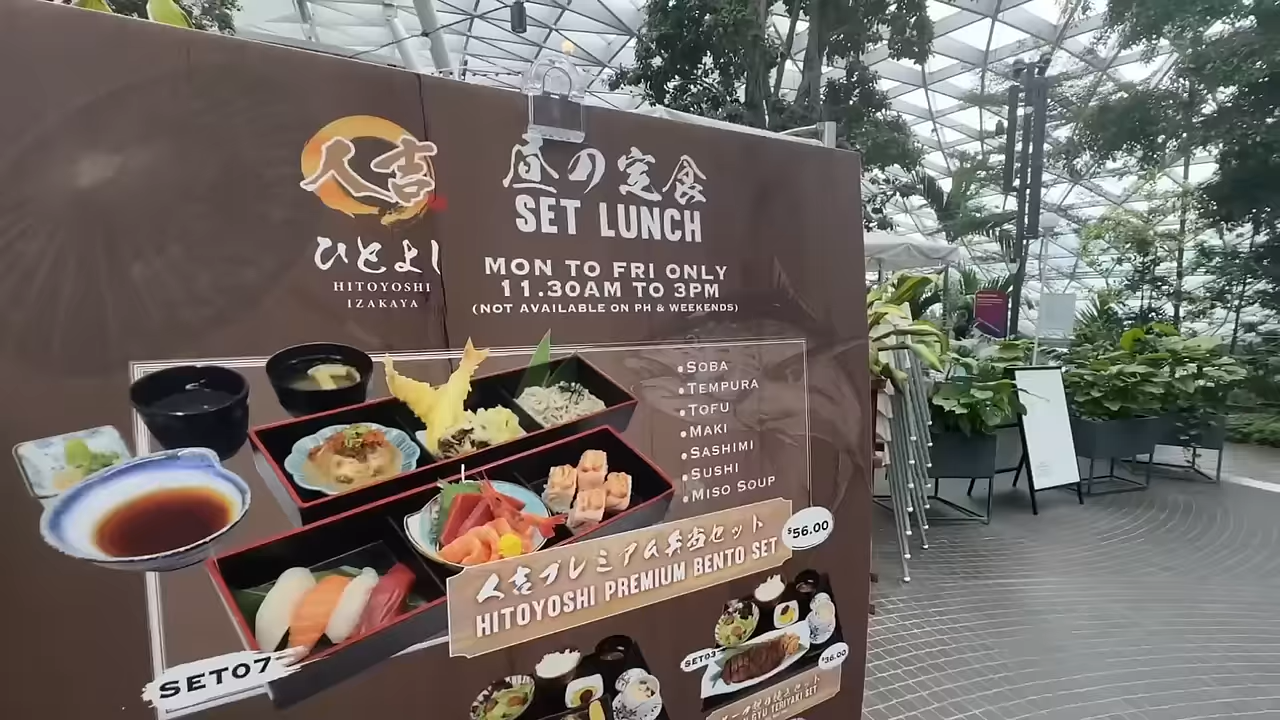 人吉
ひとよし
HITOYOSHI
IZAKAYA
昼の定食
SET LUNCH
MON TO FRI ONLY
11.30AM TO 3PM
(NOT AVAILABLE ON PH & WEEKENDS)
•SOBA
•TEMPURA
•TOFU
•MAKI
•SASHIMI
•SUSHI
•MISO SOUP
$56.00
人吉プレミアム弁当セット
HITOYOSHI PREMIUM BENTO SET
SET07
SET03
$36.00
GYU TERIYAKI SET